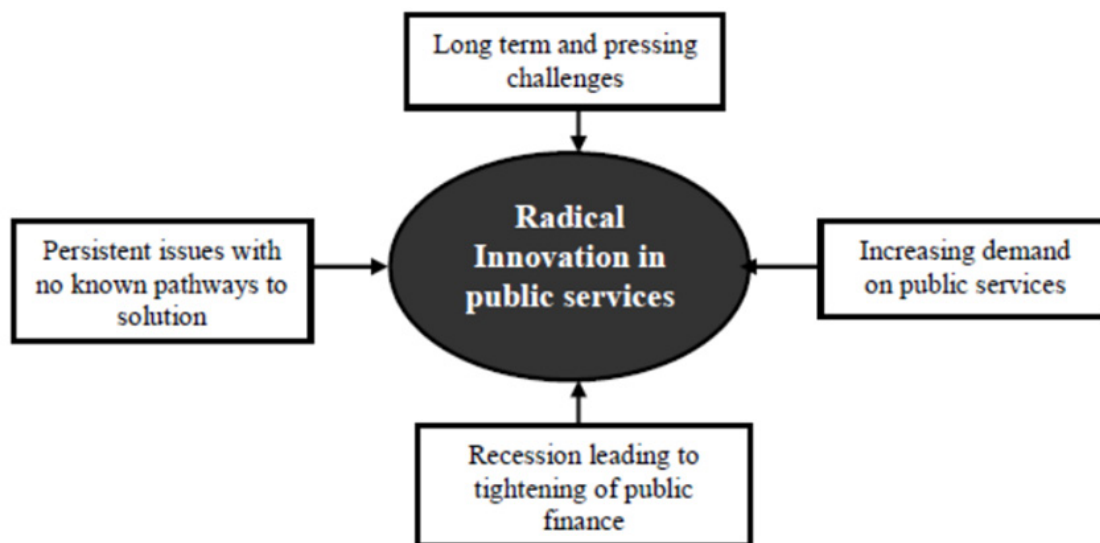 Long term and pressing
challenges
Radical
Innovation in
public services
Persistent issues with
no known pathways to
solution
Increasing demand
on public services
Recession leading to
tightening of public
finance